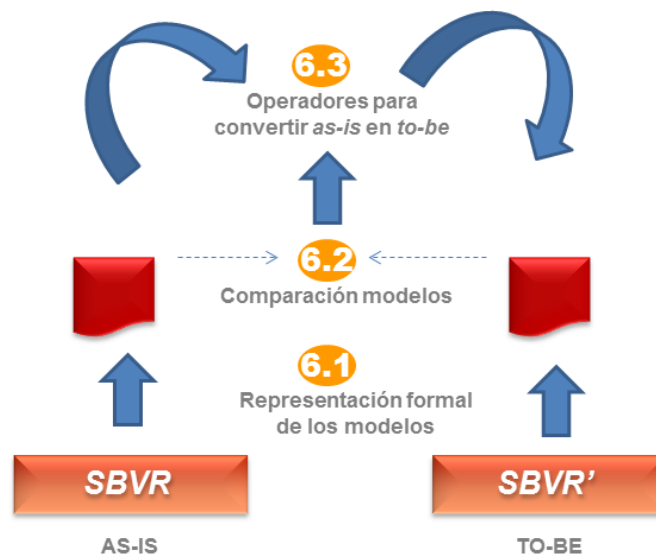 6.3
Operadores para
convertir as-is en to-be
6.2
Comparación modelos
6.1
Representación formal
de los modelos
SBVR
SBVR’
AS-IS
TO-BE